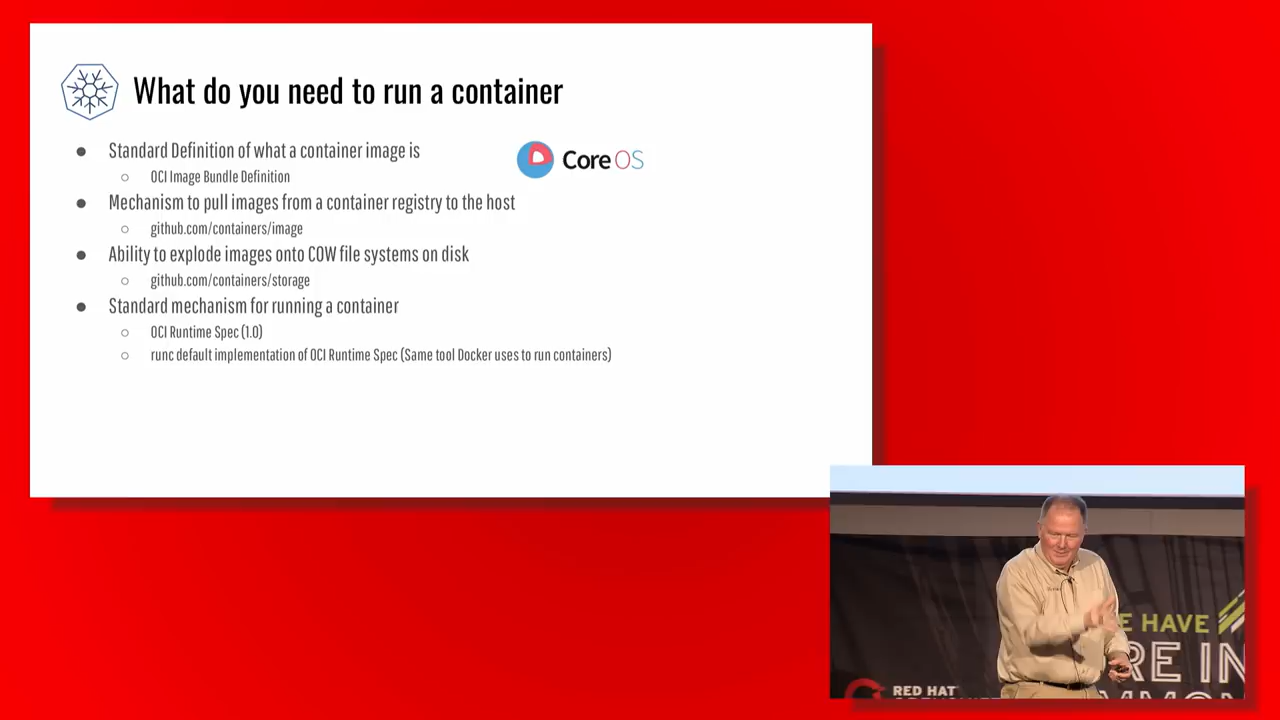 What do you need to run a container
● Standard Definition of what a container image is
○ OCI Image Bundle Definition
Core OS
● Mechanism to pull images from a container registry to the host
○ github.com/containers/image
● Ability to explode images onto COW file systems on disk
○ github.com/containers/storage
● Standard mechanism for running a container
○ OCI Runtime Spec (1.0)
○ runc default implementation of OCI Runtime Spec (Same tool Docker uses to run containers)
E HAVE
RE IN
RED HAT